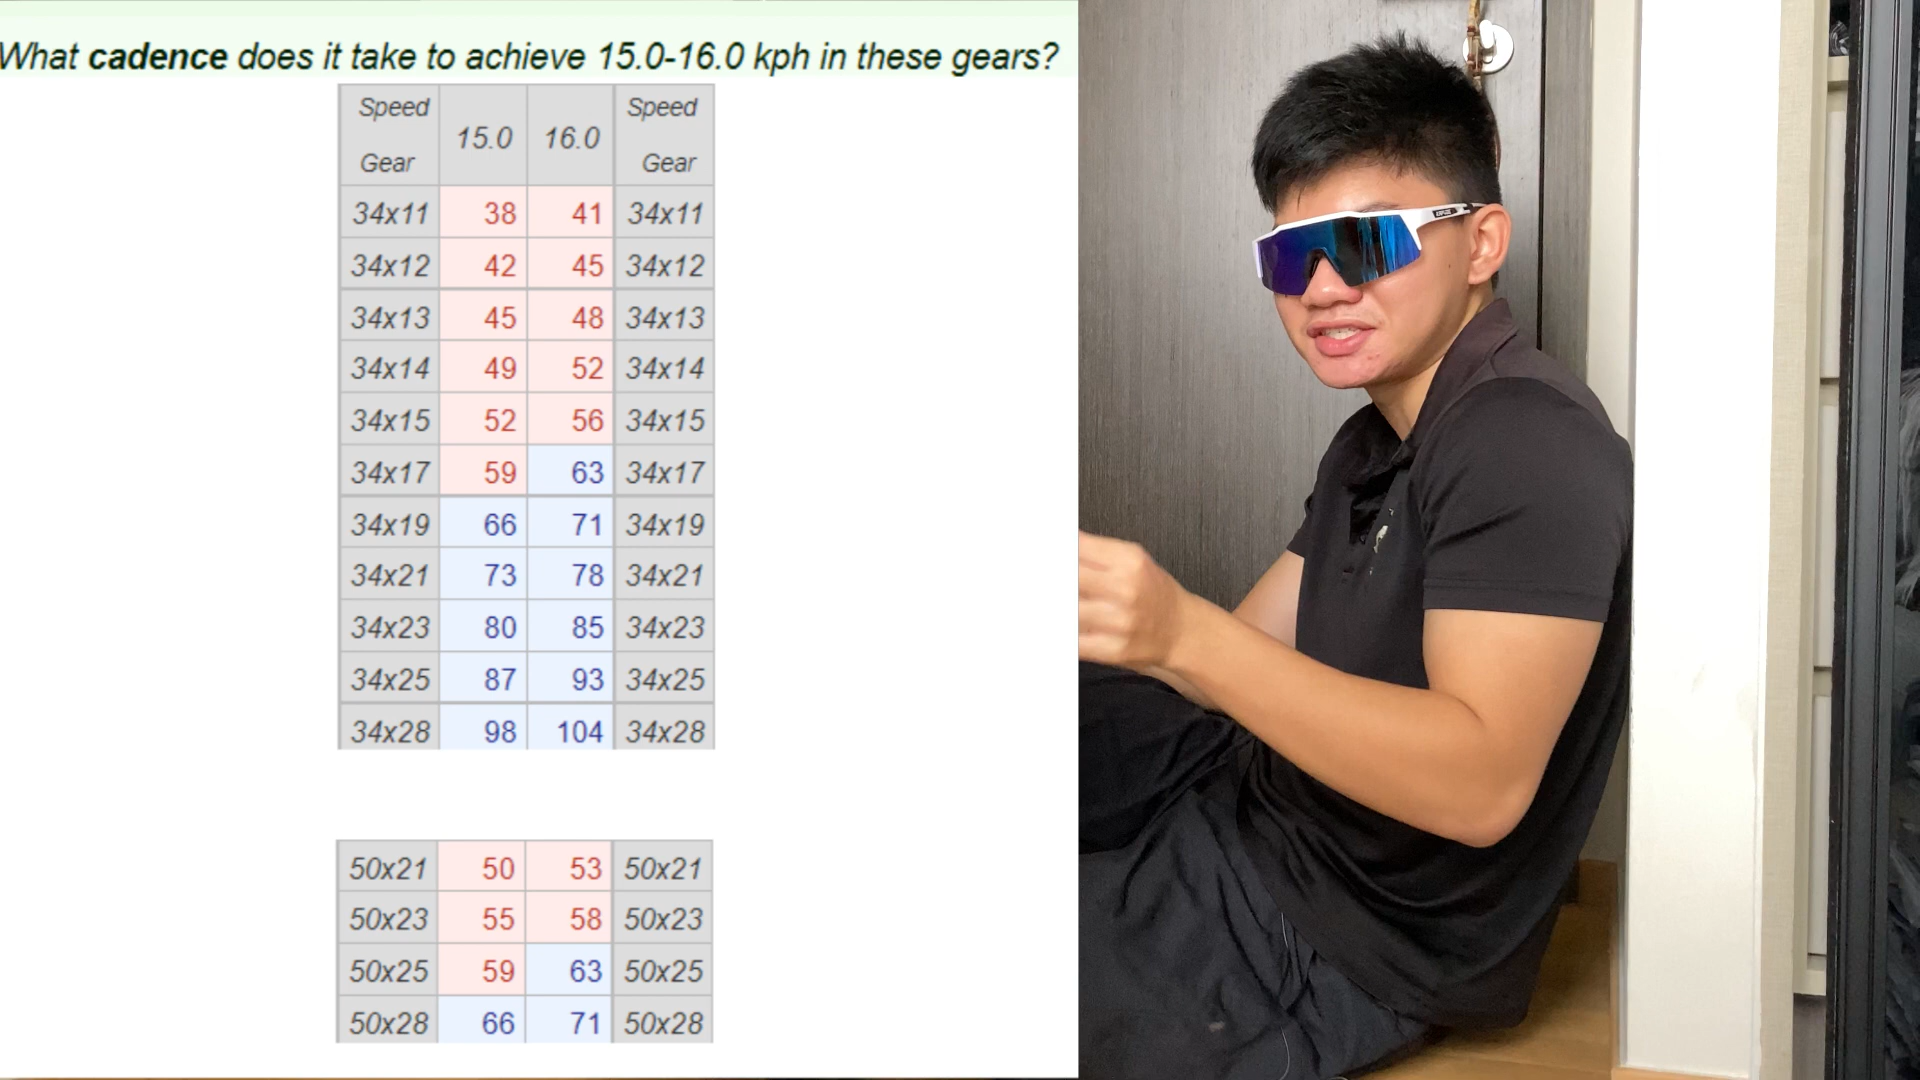 What cadence does it take to achieve 15.0-16.0 kph in these gears?
Speed Gear 15.0 16.0 Speed Gear
34x11 38 41 34x11
34x12 42 45 34x12
34x13 45 48 34x13
34x14 49 52 34x14
34x15 52 56 34x15
34x17 59 63 34x17
34x19 66 71 34x19
34x21 73 78 34x21
34x23 80 85 34x23
34x25 87 93 34x25
34x28 98 104 34x28
50x21 50 53 50x21
50x23 55 58 50x23
50x25 59 63 50x25
50x28 66 71 50x28